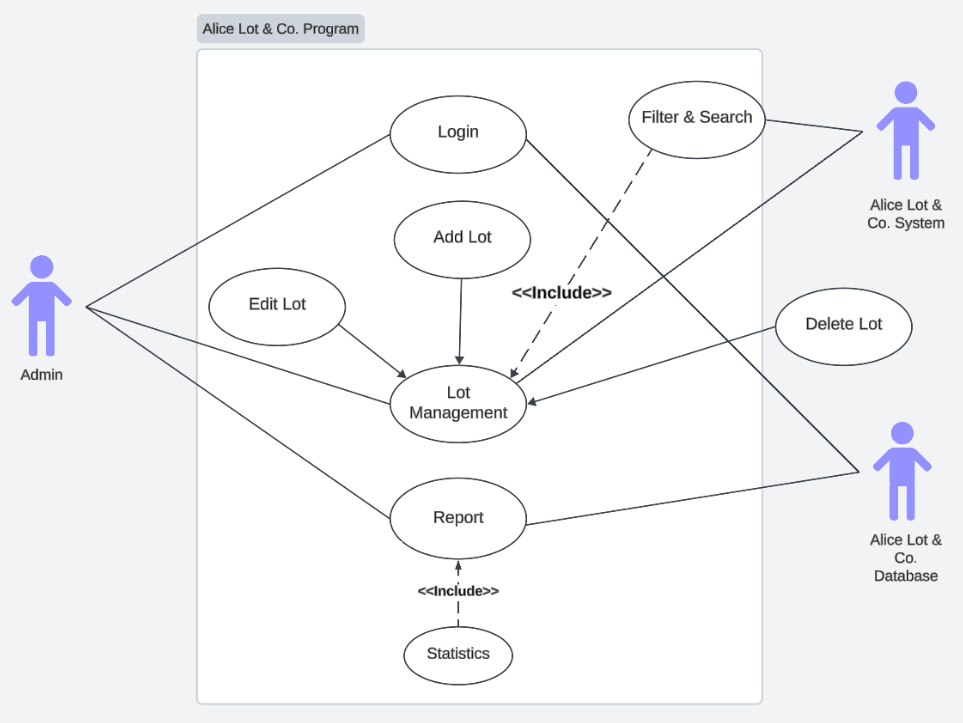 Alice Lot & Co. Program
Filter & Search
Login
Alice Lot &
Co. System
Add Lot
<<Include>>
Edit Lot
Delete Lot
Admin
Lot
Management
Report
Alice Lot &
Co.
Database
<<Include>>
Statistics